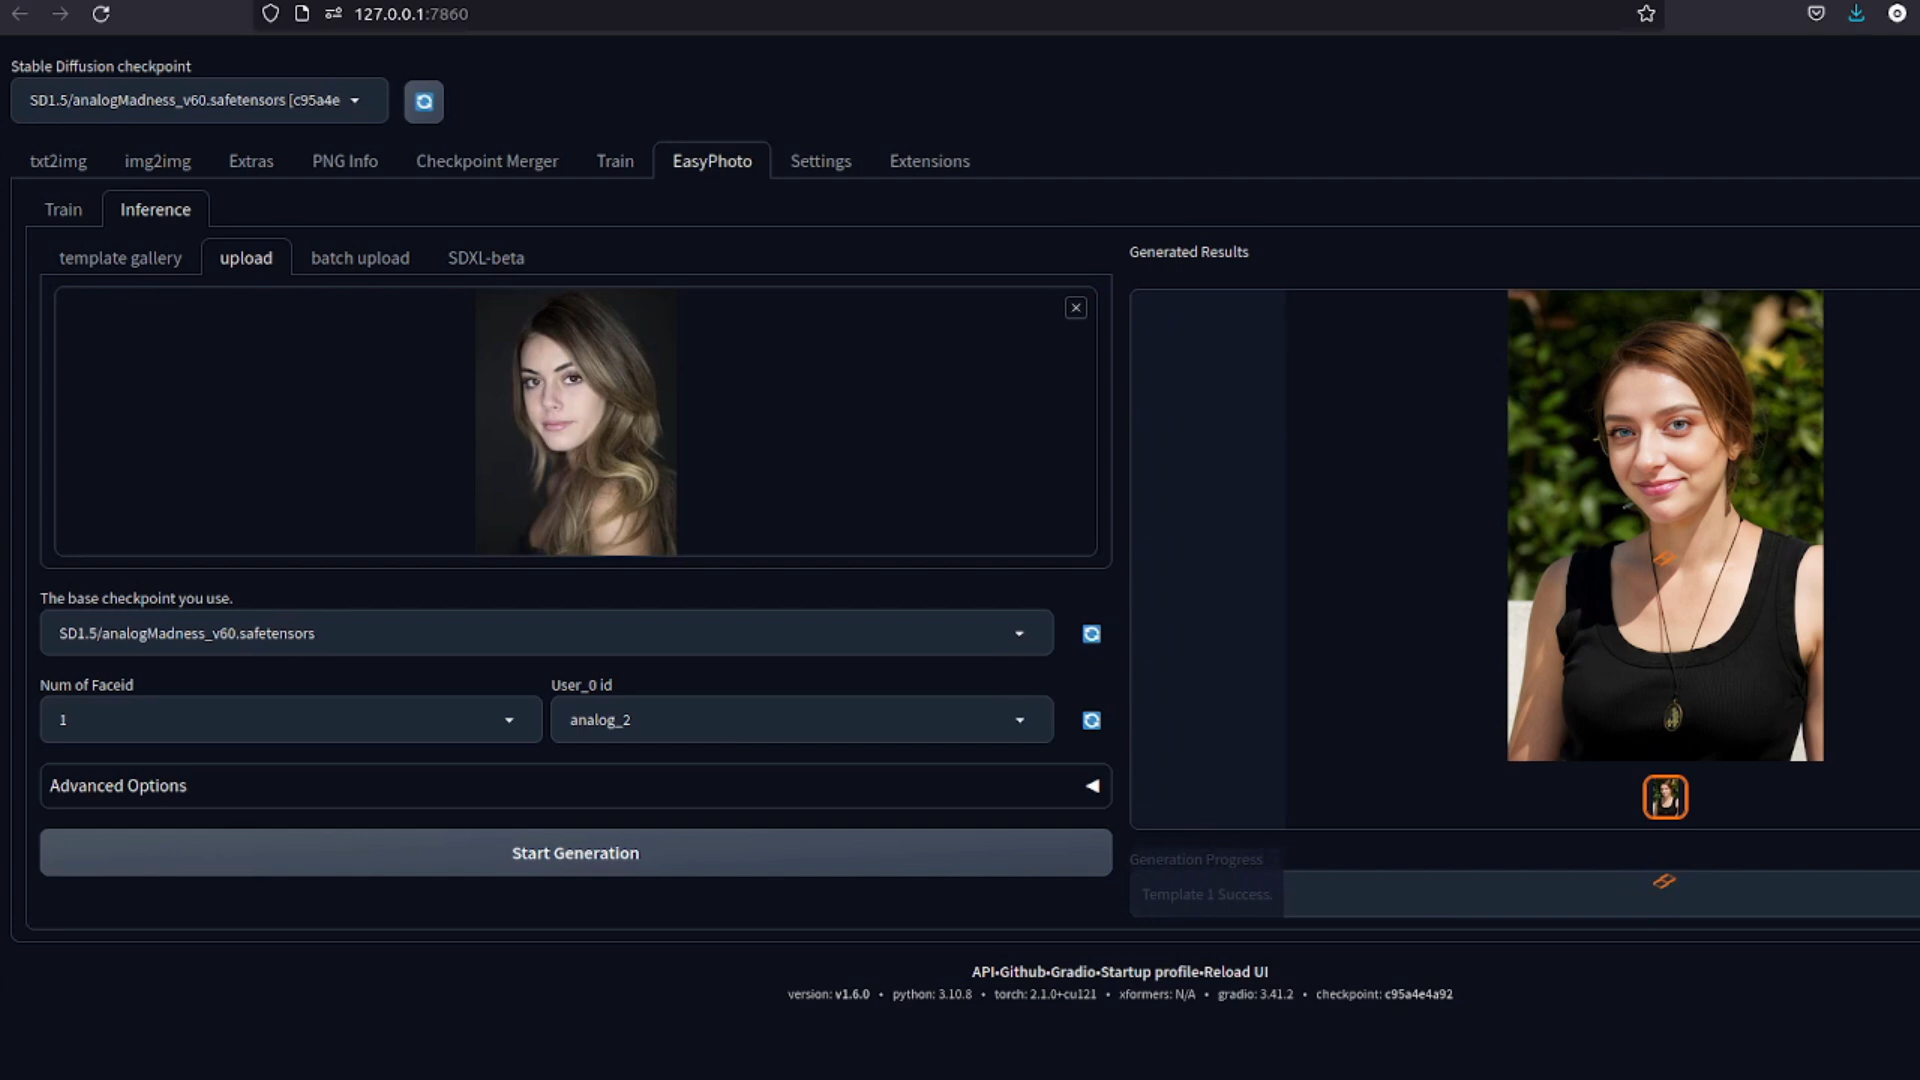 127.0.0.1:7860
Stable Diffusion checkpoint
SD1.5/analogMadness_v60.safetensors [c95a4e
txt2img img2img Extras PNG Info Checkpoint Merger Train EasyPhoto Settings Extensions
Train Inference
template gallery upload batch upload SDXL-beta
The base checkpoint you use.
SD1.5/analogMadness_v60.safetensors
Num of Faceid User_0 id
1 analog_2
Advanced Options
Start Generation
Generated Results
Generation Progress
Template 1 Success.
API•Github•Gradio•Startup profile•Reload UI
version: v1.6.0 • python: 3.10.8 • torch: 2.1.0+cu121 • xformers: N/A • gradio: 3.41.2 • checkpoint: c95a4e4a92